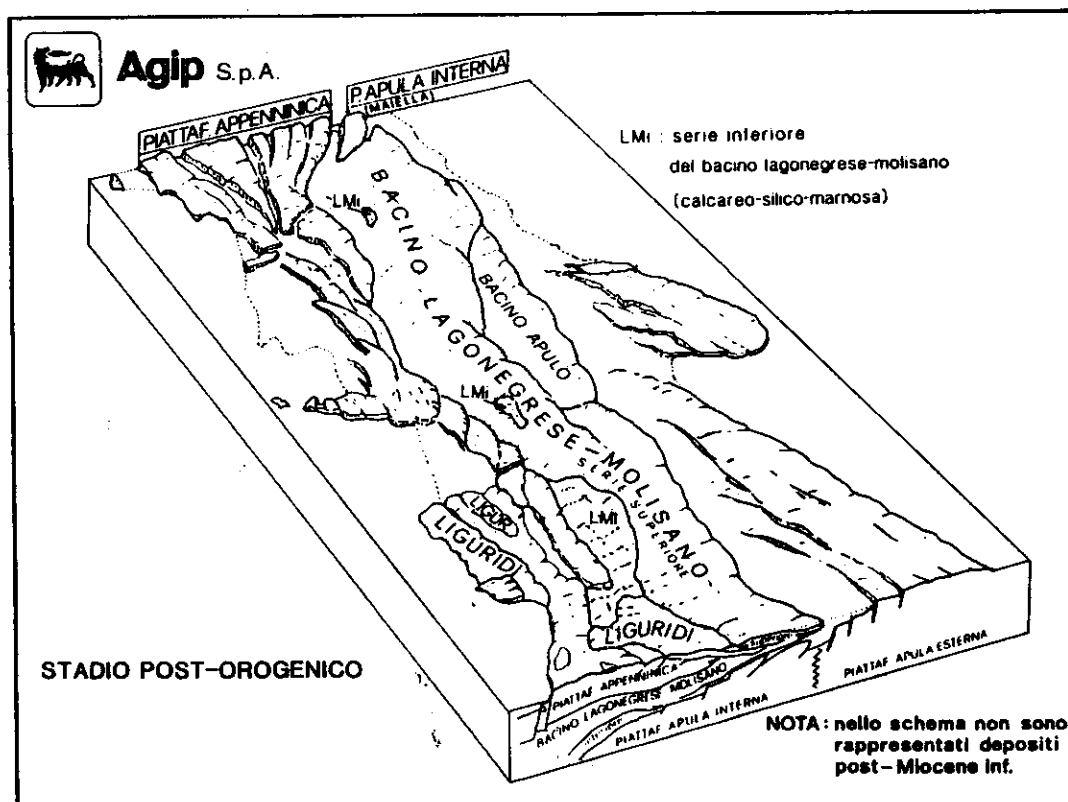 Agip S.p.A.
PIATTAF APPENNINICA
P.APULA INTERNA
(MAIELLA)
LMi : serie inferiore
del bacino lagonegrese-molisano
(calcareo-silico-marnosa)
LMi
BACINO LAGONEGRESE-MOLISANO
SERIE SUPERIORE
BACINO APULO
LMi
LMi
LIGUR
LIGURIDI
LIGURIDI
STADIO POST-OROGENICO
PIATTAF APPENNINICA
BACINO LAGONEGRESE MOLISANO
PIATTAF APULA INTERNA
PIATTAF APULA ESTERNA
NOTA: nello schema non sono
rappresentati depositi
post-Miocene inf.